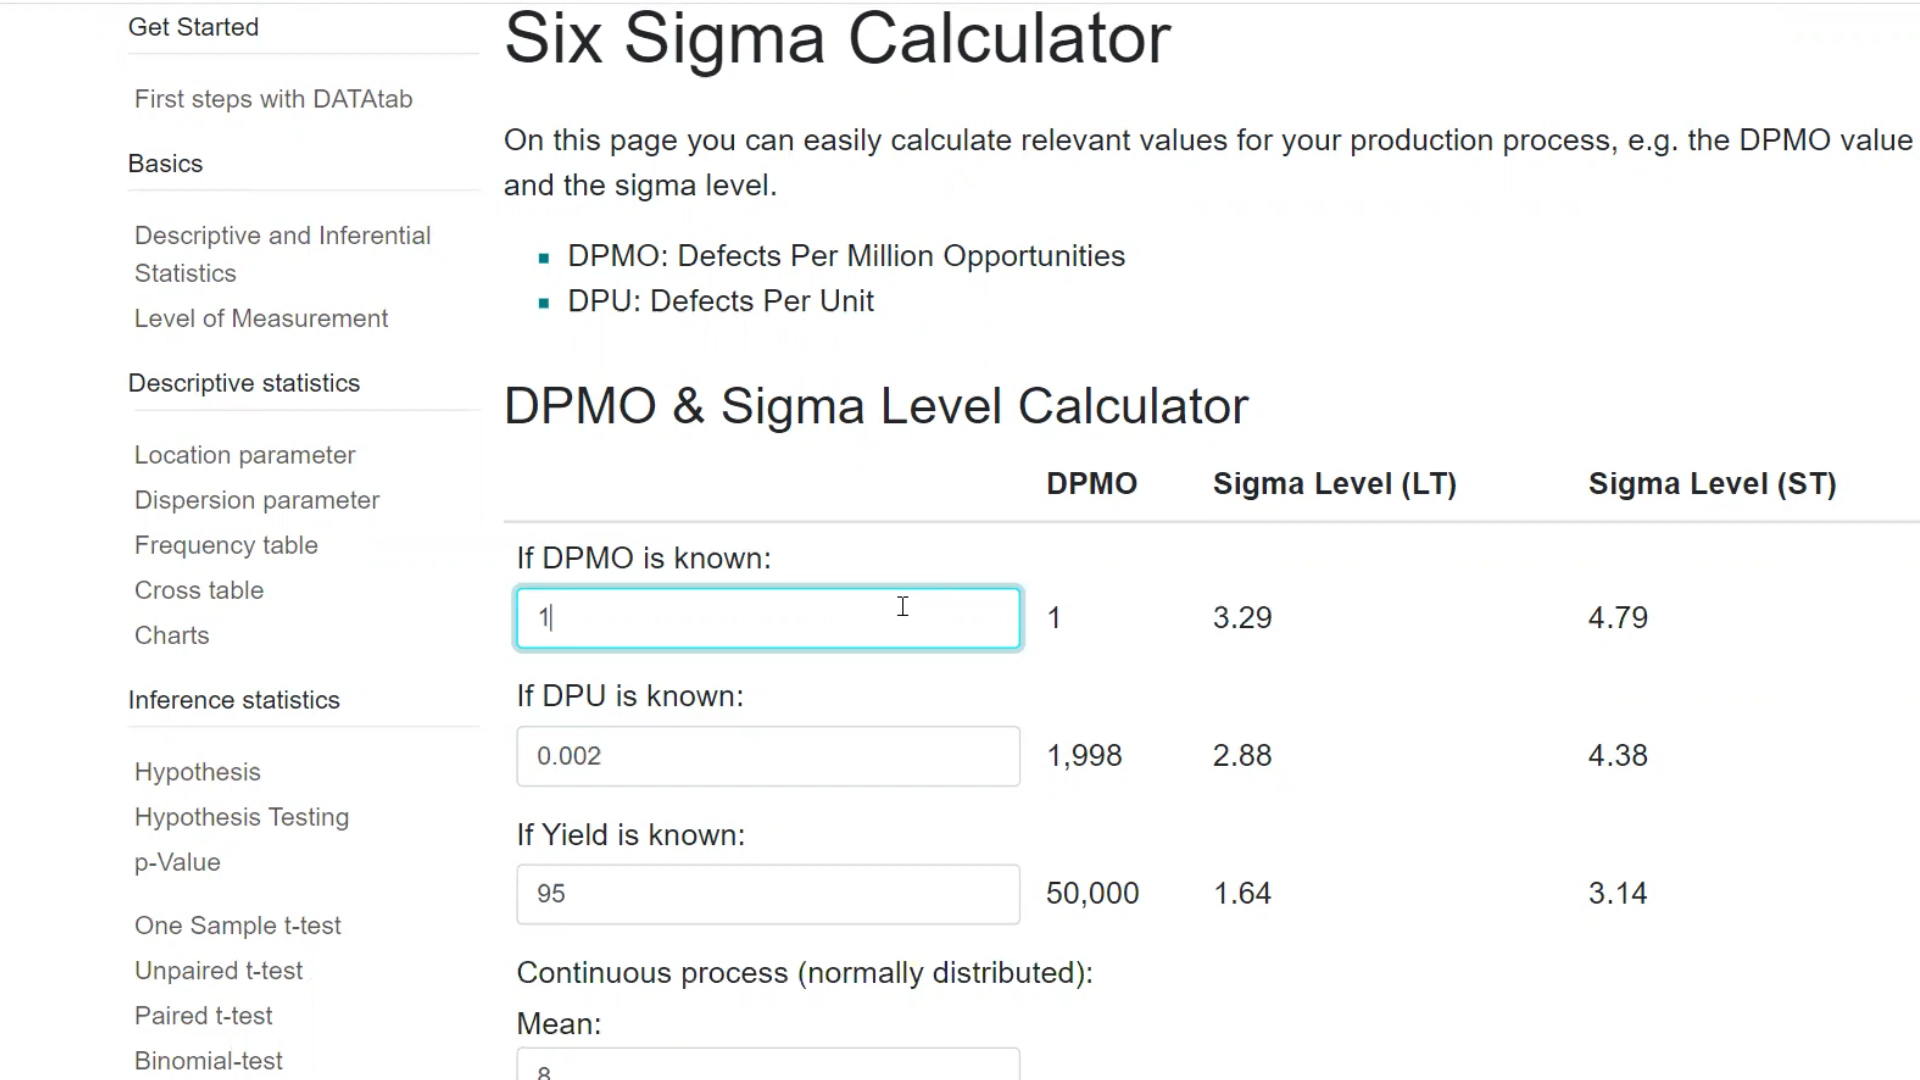 Get Started
First steps with DATAtab
Basics
Descriptive and Inferential
Statistics
Level of Measurement
Descriptive statistics
Location parameter
Dispersion parameter
Frequency table
Cross table
Charts
Inference statistics
Hypothesis
Hypothesis Testing
p-Value
One Sample t-test
Unpaired t-test
Paired t-test
Binomial-test
Six Sigma Calculator
On this page you can easily calculate relevant values for your production process, e.g. the DPMO value
and the sigma level.
DPMO: Defects Per Million Opportunities
DPU: Defects Per Unit
DPMO & Sigma Level Calculator
DPMO Sigma Level (LT) Sigma Level (ST)
If DPMO is known:
1 1 3.29 4.79
If DPU is known:
0.002 1,998 2.88 4.38
If Yield is known:
95 50,000 1.64 3.14
Continuous process (normally distributed):
Mean:
8